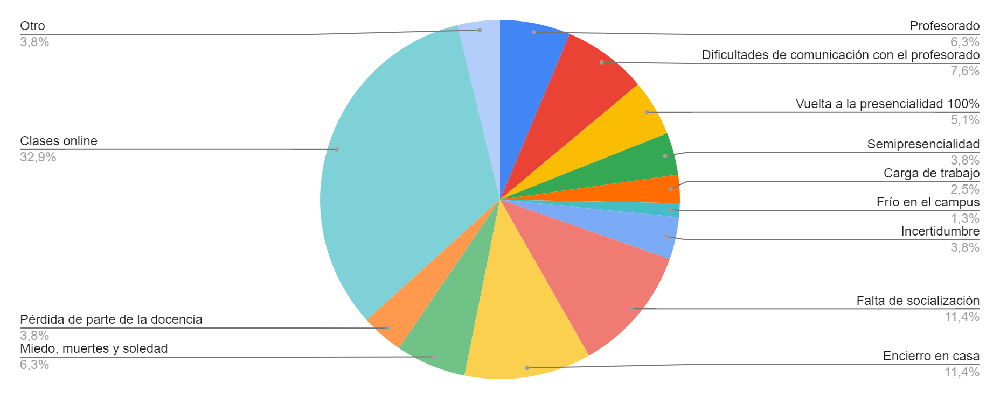 Otro
3,8%
Clases online
32,9%
Pérdida de parte de la docencia
3,8%
Miedo, muertes y soledad
6,3%
Profesorado
6,3%
Dificultades de comunicación con el profesorado
7,6%
Vuelta a la presencialidad 100%
5,1%
Semipresencialidad
3,8%
Carga de trabajo
2,5%
Frío en el campus
1,3%
Incertidumbre
3,8%
Falta de socialización
11,4%
Encierro en casa
11,4%